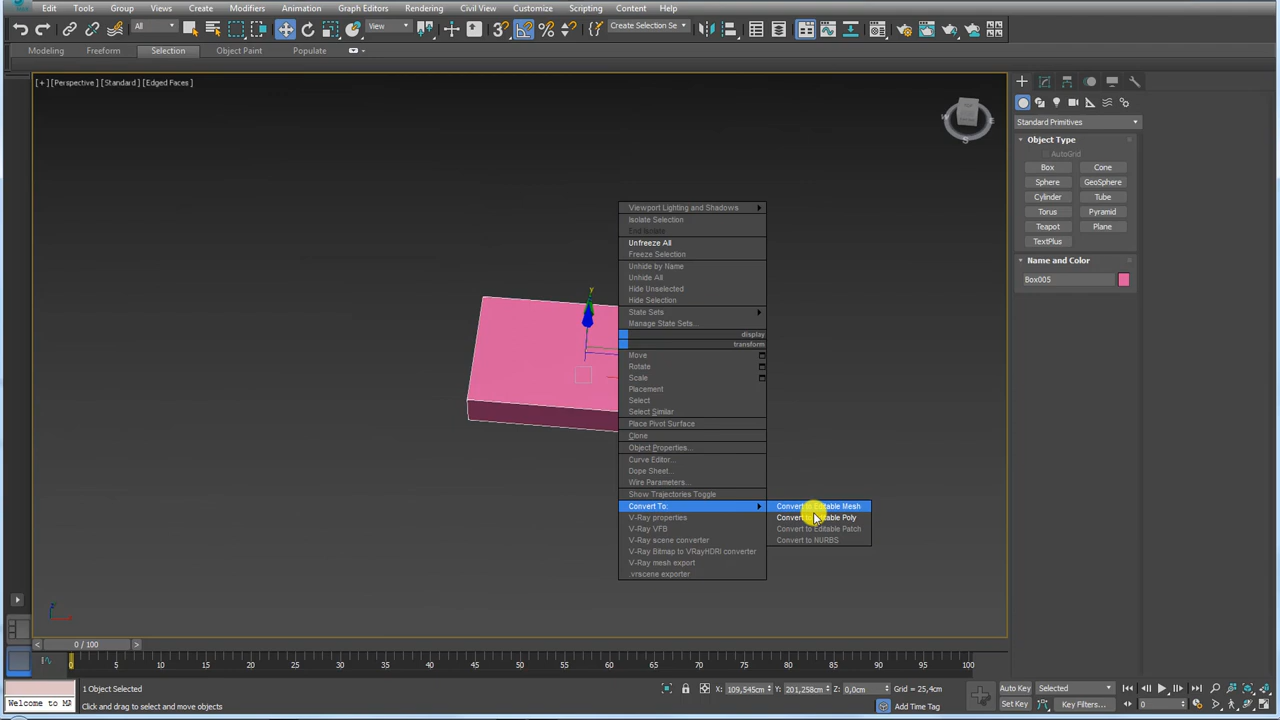 Edit Tools Group Views Create Modifiers Animation Graph Editors Rendering Civil View Customize Scripting Content Help
All View Create Selection Se
Modeling Freeform Selection Object Paint Populate
[+] [Perspective] [Standard] [Edged Faces]
Standard Primitives
Object Type
AutoGrid
Box Cone
Sphere GeoSphere
Cylinder Tube
Torus Pyramid
Teapot Plane
TextPlus
Name and Color
Box005
Viewport Lighting and Shadows
Isolate Selection
End Isolate
Unfreeze All
Freeze Selection
Unhide by Name
Unhide All
Hide Unselected
Hide Selection
State Sets
Manage State Sets...
display
transform
Move
Rotate
Scale
Placement
Select
Select Similar
Place Pivot Surface
Clone
Object Properties...
Curve Editor...
Dope Sheet...
Wire Parameters...
Show Trajectories Toggle
Convert To:
V-Ray properties
V-Ray VFB
V-Ray scene converter
V-Ray Bitmap to VRayHDRI converter
V-Ray mesh export
.vrscene exporter
Convert to Editable Mesh
Convert to Editable Poly
Convert to Editable Patch
Convert to NURBS
y
W E S
z x
< 0 / 100 >
0 5 10 15 20 25 30 35 40 45 50 55 60 65 70 75 80 85 90 95 100
1 Object Selected
X: 109,545cm Y: 201,258cm Z: 0,0cm Grid = 25,4cm
Auto Key Selected
Welcome to MA
Click and drag to select and move objects
Add Time Tag
Set Key Key Filters... 0